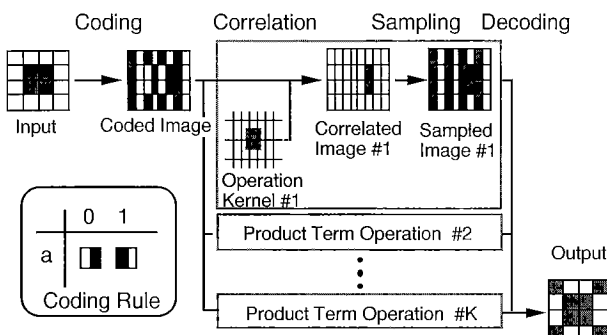 Coding Correlation Sampling Decoding
Input
Coded Image
Correlated
Image #1
Sampled
Image #1
Operation
Kernel #1
0 1
a
Coding Rule
Product Term Operation #2
Product Term Operation #K
Output